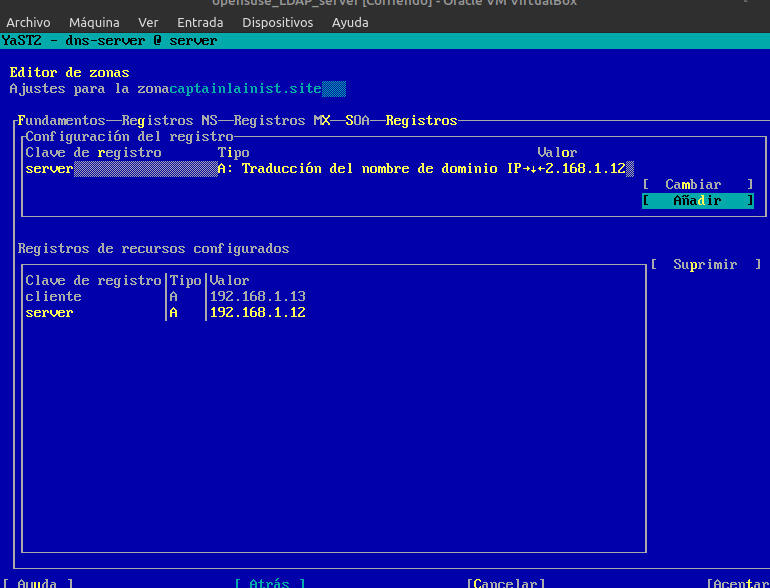 opensuse_LDAP_server [Corriendo] - Oracle VM VirtualBox
Archivo Máquina Ver Entrada Dispositivos Ayuda
YaST2 - dns-server @ server
Editor de zonas
Ajustes para la zonacaptainlainist.site
Fundamentos──Registros NS──Registros MX──SOA──Registros
Configuración del registro
Clave de registro Tipo Valor
server A: Traducción del nombre de dominio IP→↓←2.168.1.12
[ Cambiar ]
[ Añadir ]
Registros de recursos configurados
[ Suprimir ]
Clave de registro│Tipo│Valor
cliente │A │192.168.1.13
server │A │192.168.1.12
[ Ayuda ] [ Atrás ] [Cancelar] [Aceptar